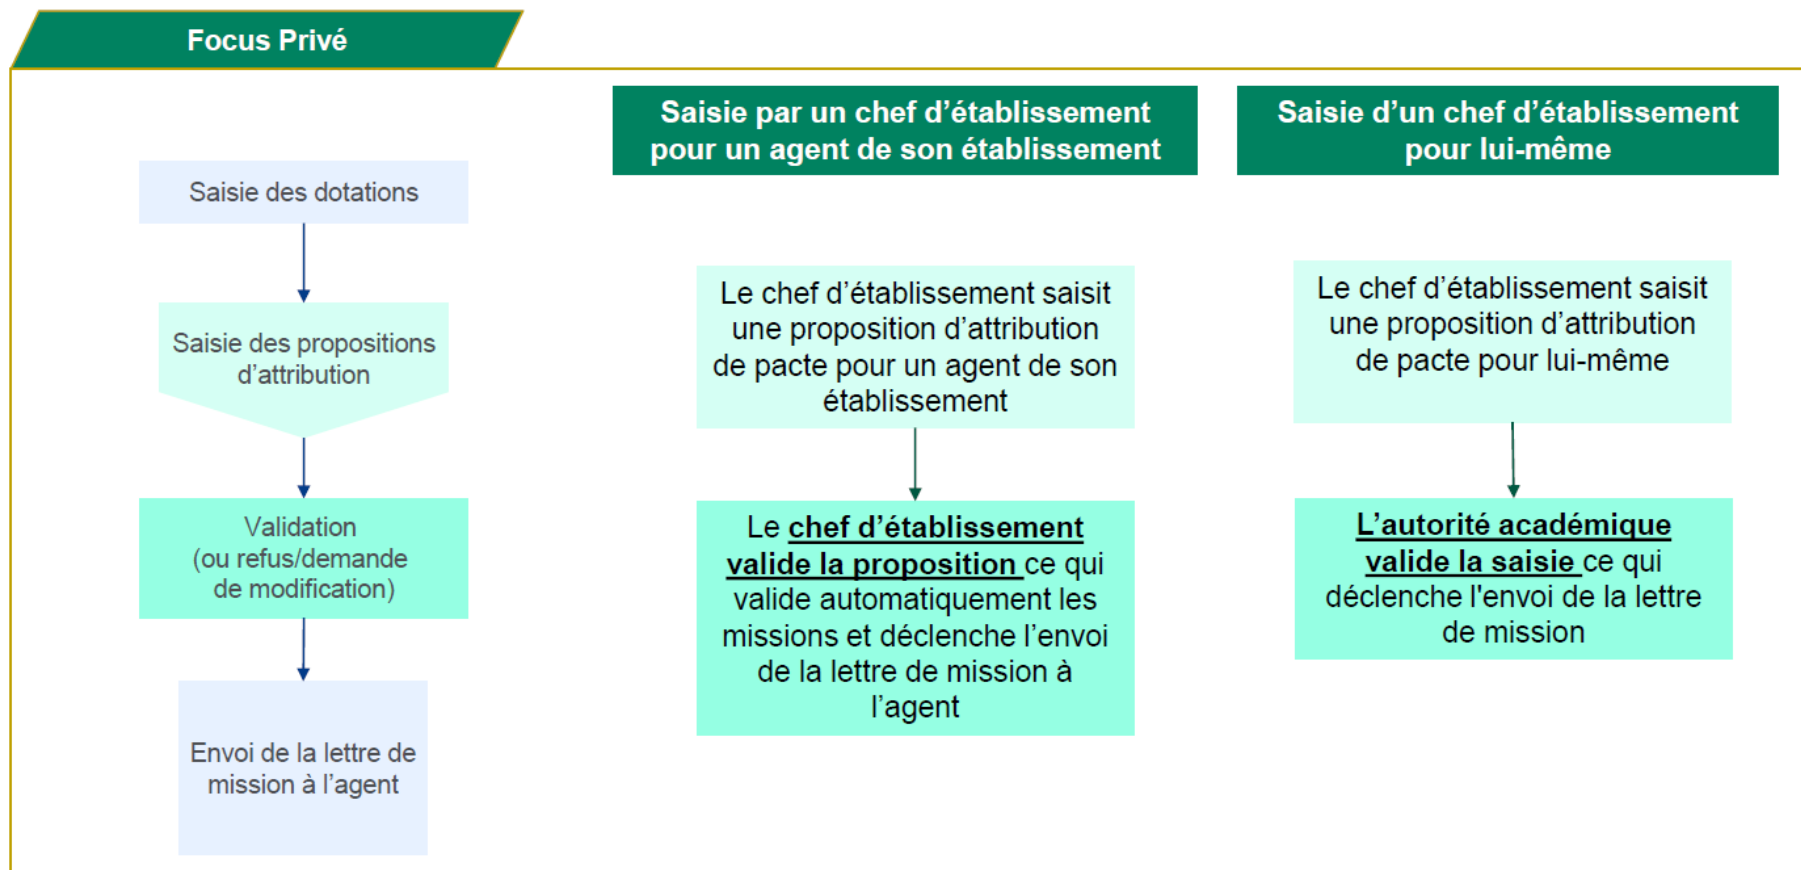 Focus Privé
Saisie des dotations
Saisie des propositions
d’attribution
Validation
(ou refus/demande
de modification)
Envoi de la lettre de
mission à l’agent
Saisie par un chef d’établissement
pour un agent de son établissement
Le chef d’établissement saisit
une proposition d’attribution
de pacte pour un agent de son
établissement
Le chef d’établissement
valide la proposition ce qui
valide automatiquement les
missions et déclenche l’envoi
de la lettre de mission à
l’agent
Saisie d’un chef d’établissement
pour lui-même
Le chef d’établissement saisit
une proposition d’attribution
de pacte pour lui-même
L’autorité académique
valide la saisie ce qui
déclenche l'envoi de la lettre
de mission